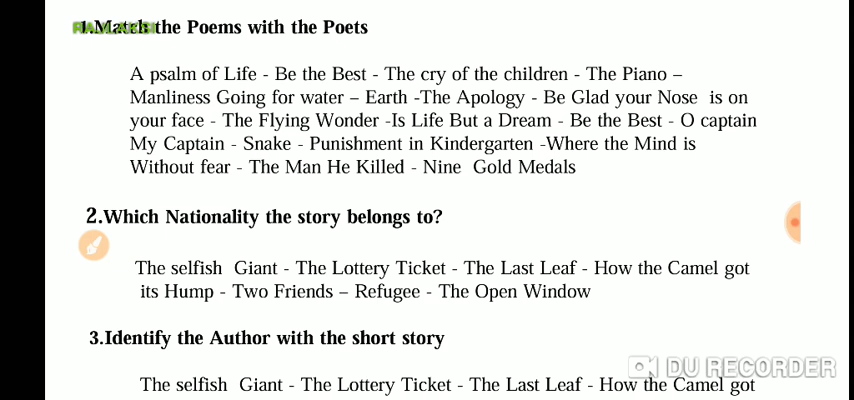 1.Match the Poems with the Poets
A psalm of Life - Be the Best - The cry of the children - The Piano –
Manliness Going for water – Earth -The Apology - Be Glad your Nose is on
your face - The Flying Wonder -Is Life But a Dream - Be the Best - O captain
My Captain - Snake - Punishment in Kindergarten -Where the Mind is
Without fear - The Man He Killed - Nine Gold Medals
2.Which Nationality the story belongs to?
The selfish Giant - The Lottery Ticket - The Last Leaf - How the Camel got
its Hump - Two Friends – Refugee - The Open Window
3.Identify the Author with the short story
DU RECORDER
The selfish Giant - The Lottery Ticket - The Last Leaf - How the Camel got